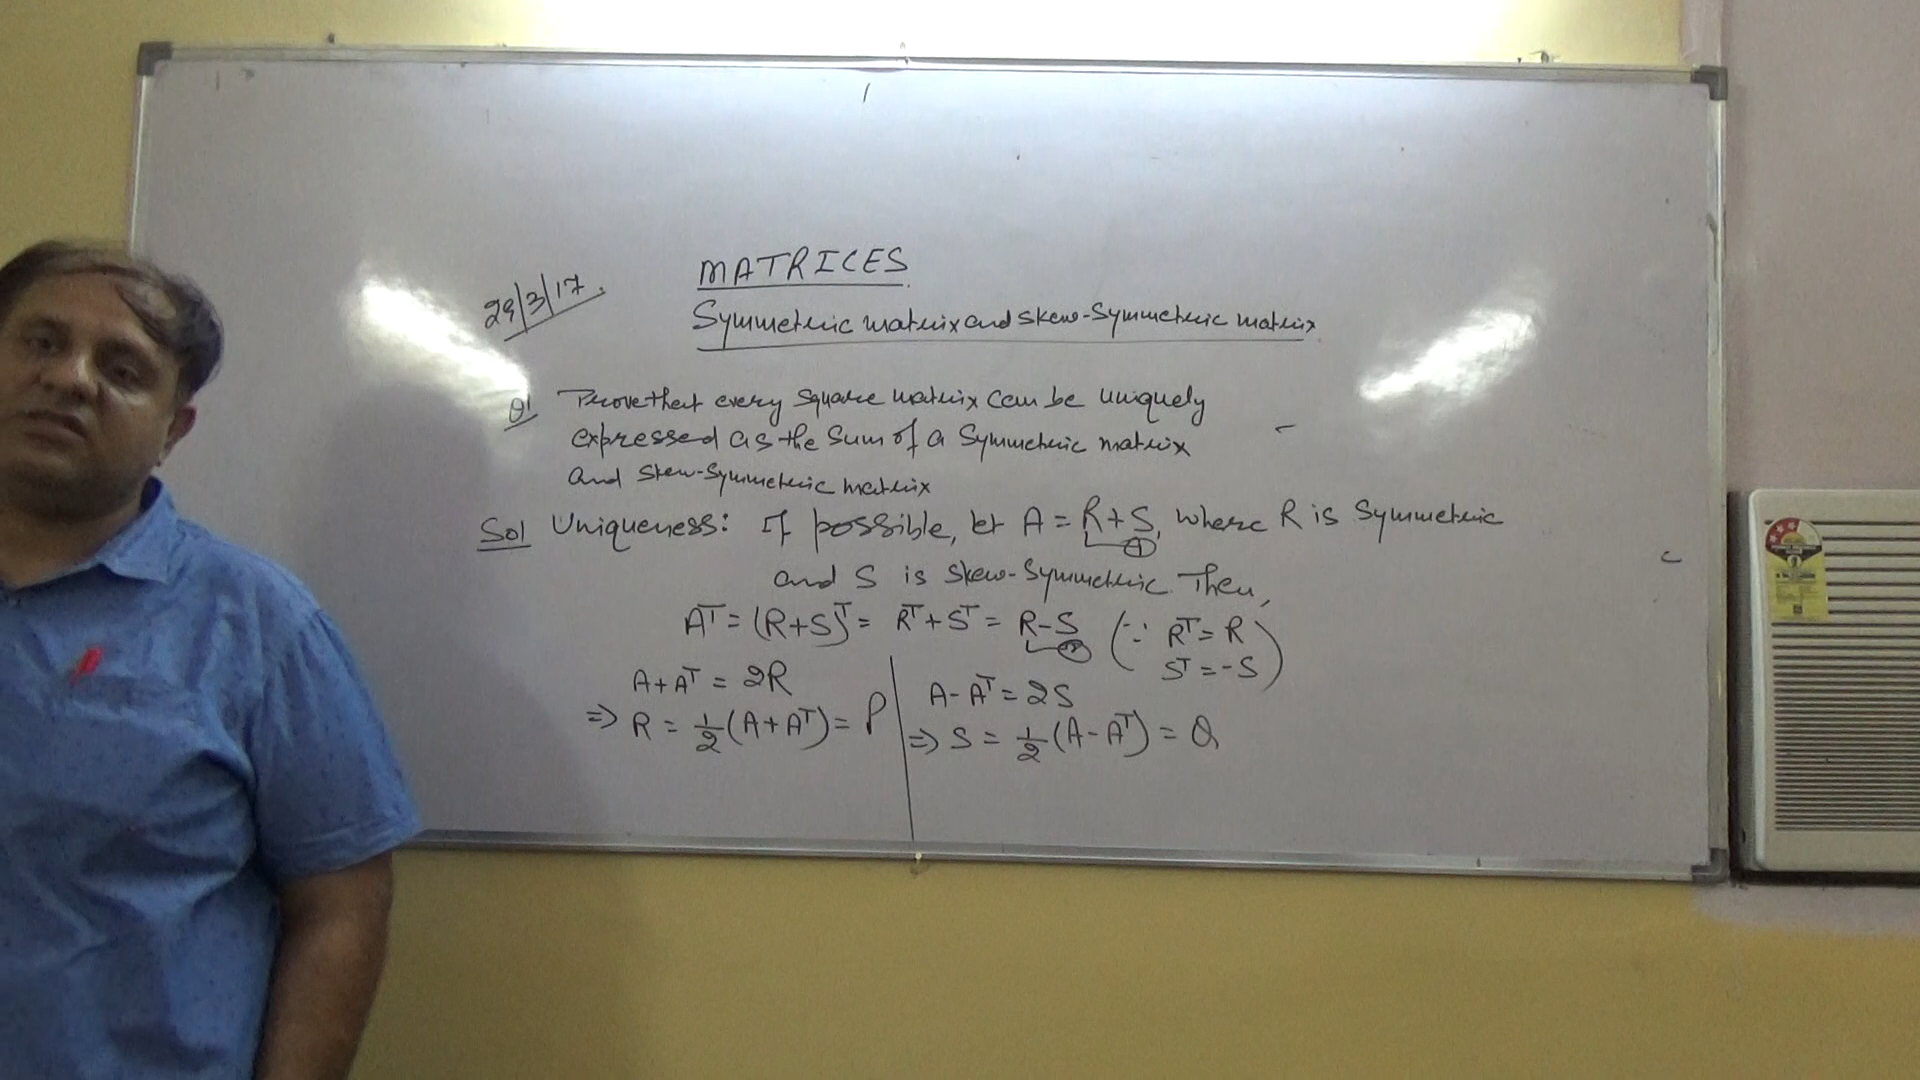 MATRICES
29/3/17.
Symmetric matrix and skew-Symmetric matrix.
Q1 Prove that every square matrix can be uniquely
expressed as the sum of a Symmetric matrix
and Skew-Symmetric matrix
Sol Uniqueness: If possible, let A = R+S, where R is Symmetric
①
and S is Skew-Symmetric. Then,
Aᵀ = (R+S)ᵀ = Rᵀ+Sᵀ = R-S (∵ Rᵀ = R
② Sᵀ = -S)
A+Aᵀ = 2R
⇒ R = 1/2 (A+Aᵀ) = P
A-Aᵀ = 2S
⇒ S = 1/2 (A-Aᵀ) = Q